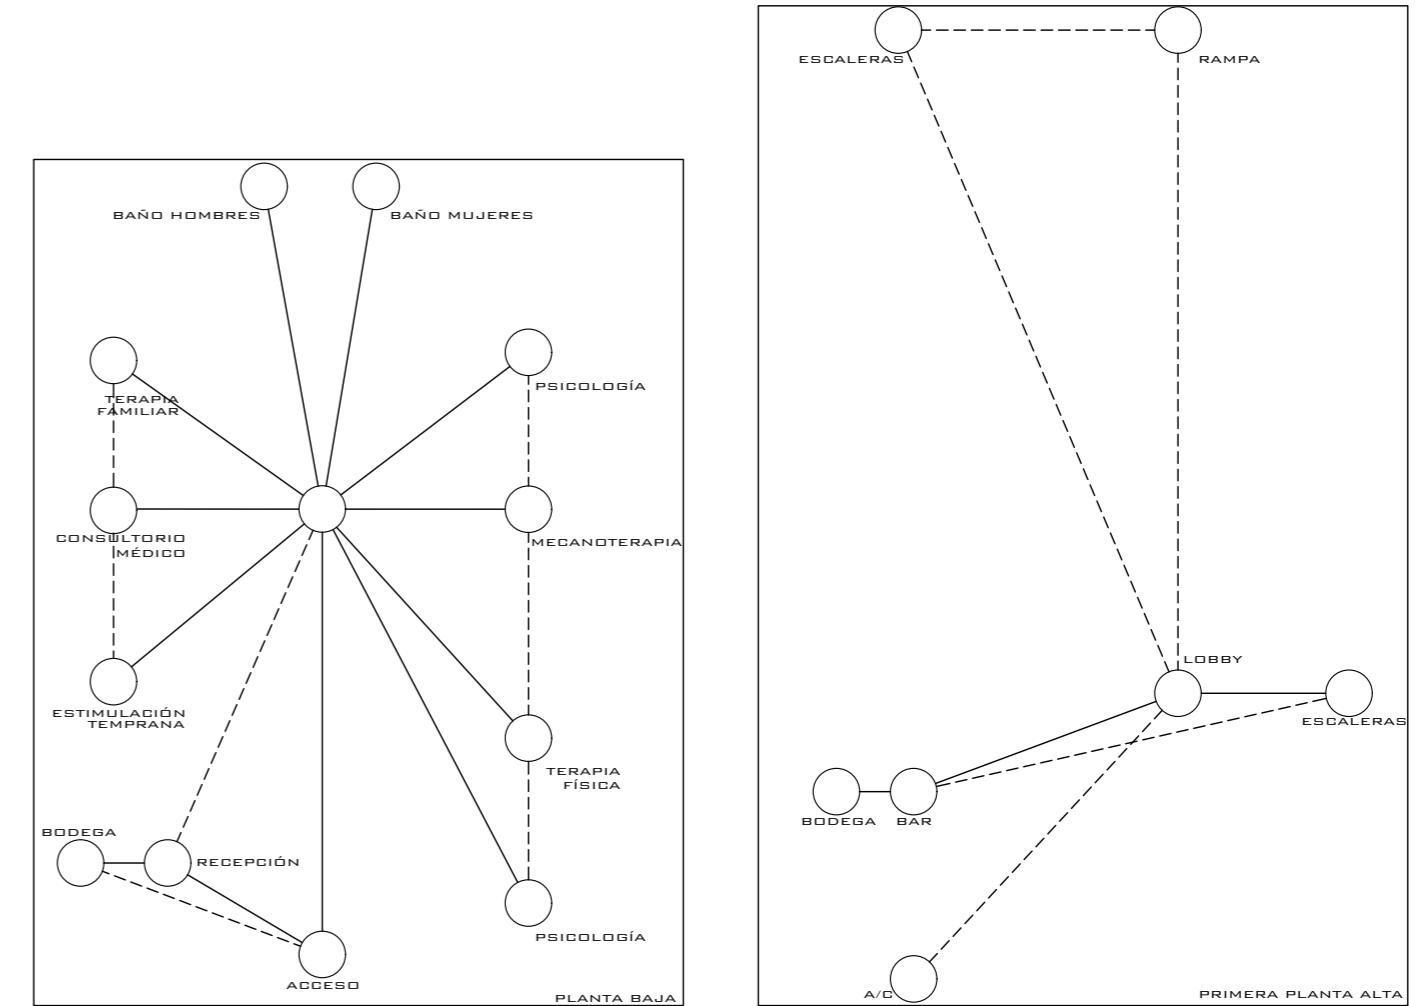 BAÑO HOMBRES
BAÑO MUJERES
TERAPIA
FAMILIAR
PSICOLOGÍA
CONSULTORIO
MÉDICO
MECANOTERAPIA
ESTIMULACIÓN
TEMPRANA
TERAPIA
FÍSICA
BODEGA
RECEPCIÓN
PSICOLOGÍA
ACCESO
PLANTA BAJA
ESCALERAS
RAMPA
LOBBY
ESCALERAS
BODEGA
BAR
A/C
PRIMERA PLANTA ALTA